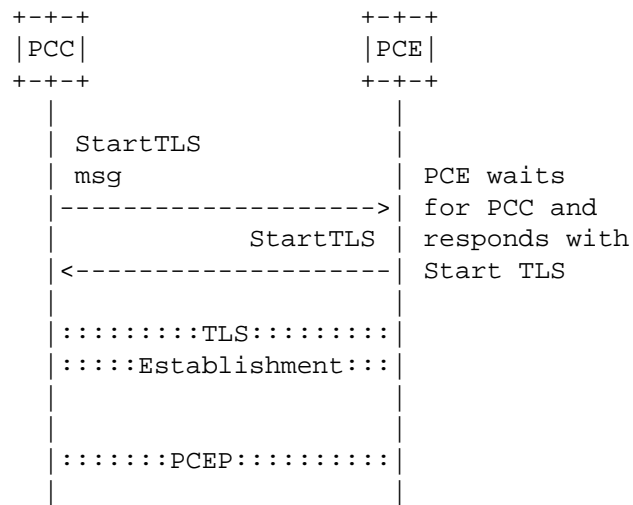 +-+-+                 +-+-+
|PCC|                 |PCE|
+-+-+                 +-+-+
  |                     |
  | StartTLS            |
  | msg                 | PCE waits
  |-------------------->| for PCC and
  |            StartTLS | responds with
  |<--------------------| Start TLS
  |                     |
  |:::::::::TLS:::::::::|
  |:::::Establishment:::|
  |                     |
  |                     |
  |:::::::PCEP::::::::::|
  |                     |